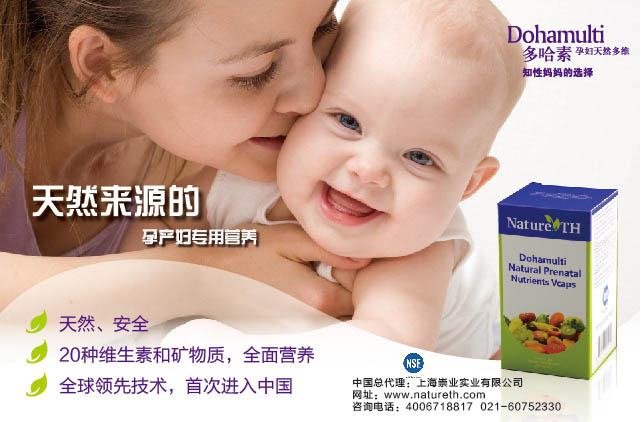 Dohamulti
多哈素 孕妇天然多维
知性妈妈的选择
天然来源的
孕产妇专用营养
Nature TH
Dohamulti
Natural Prenatal
Nutrients Vcaps
天然、安全
20种维生素和矿物质，全面营养
全球领先技术，首次进入中国
NSF
中国总代理：上海崇业实业有限公司
网址：www.natureth.com
咨询电话：4006718817 021-60752330